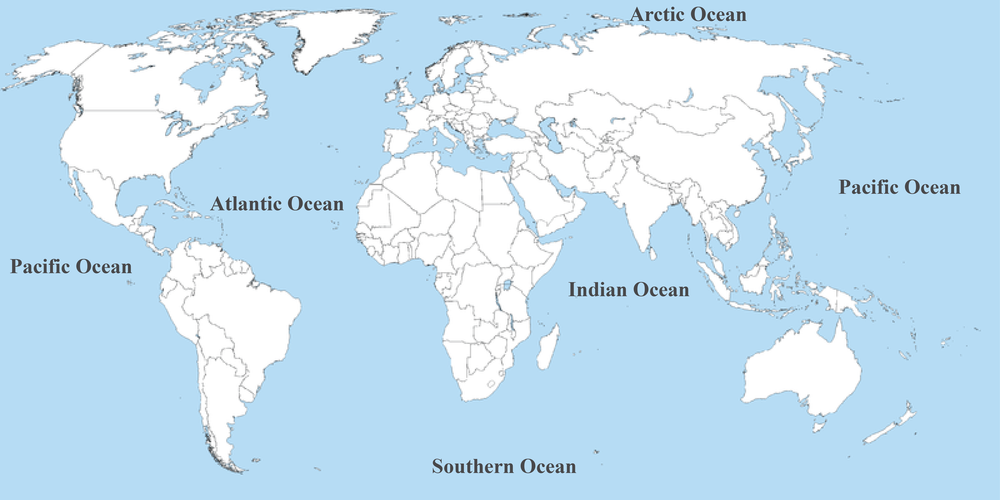 Arctic Ocean
Pacific Ocean
Atlantic Ocean
Pacific Ocean
Indian Ocean
Southern Ocean